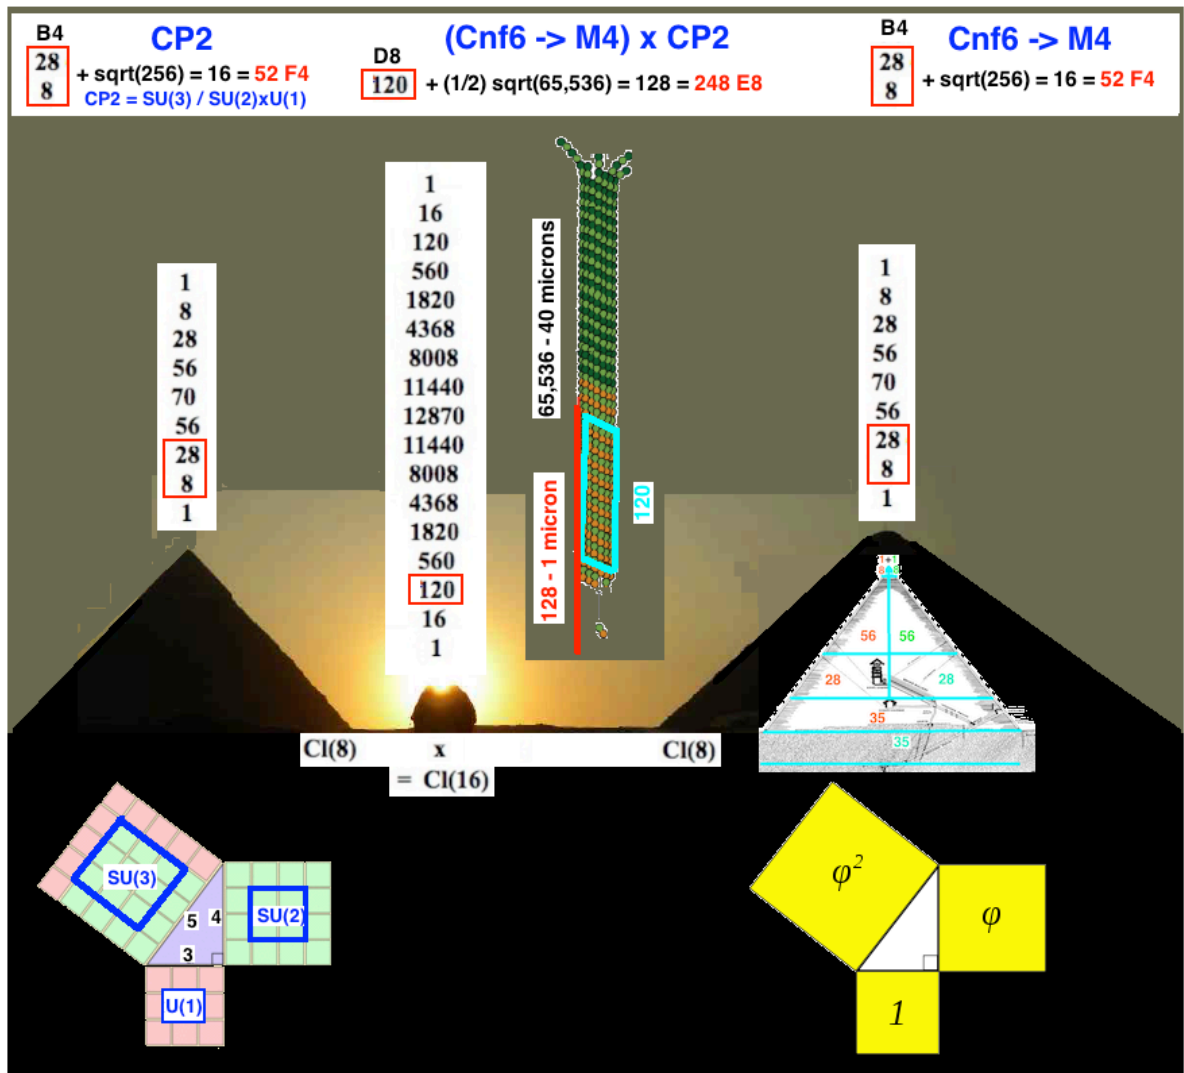 B4
28
8
+ sqrt(256) = 16 = 52 F4
CP2
CP2 = SU(3) / SU(2)xU(1)
(Cnf6 -> M4) x CP2
D8
120
+ (1/2) sqrt(65,536) = 128 = 248 E8
B4
28
8
Cnf6 -> M4
+ sqrt(256) = 16 = 52 F4
1
8
28
56
70
56
28
8
1
1
16
120
560
1820
4368
8008
11440
12870
11440
8008
4368
1820
560
120
16
1
65,536 - 40 microns
128 - 1 micron
120
1
8
28
56
70
56
28
8
1
1+1
56 56
28 28
35
35
Cl(8) x Cl(8)
= Cl(16)
SU(3)
5 4
3
SU(2)
U(1)
φ²
φ
1